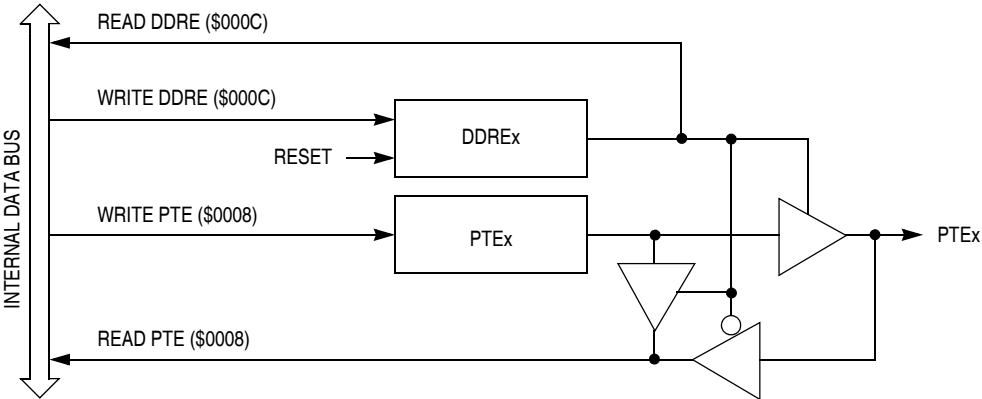 READ DDRE ($000C)
WRITE DDRE ($000C)
DDREx
RESET
INTERNAL DATA BUS
WRITE PTE ($0008)
PTEx
PTEx
READ PTE ($0008)